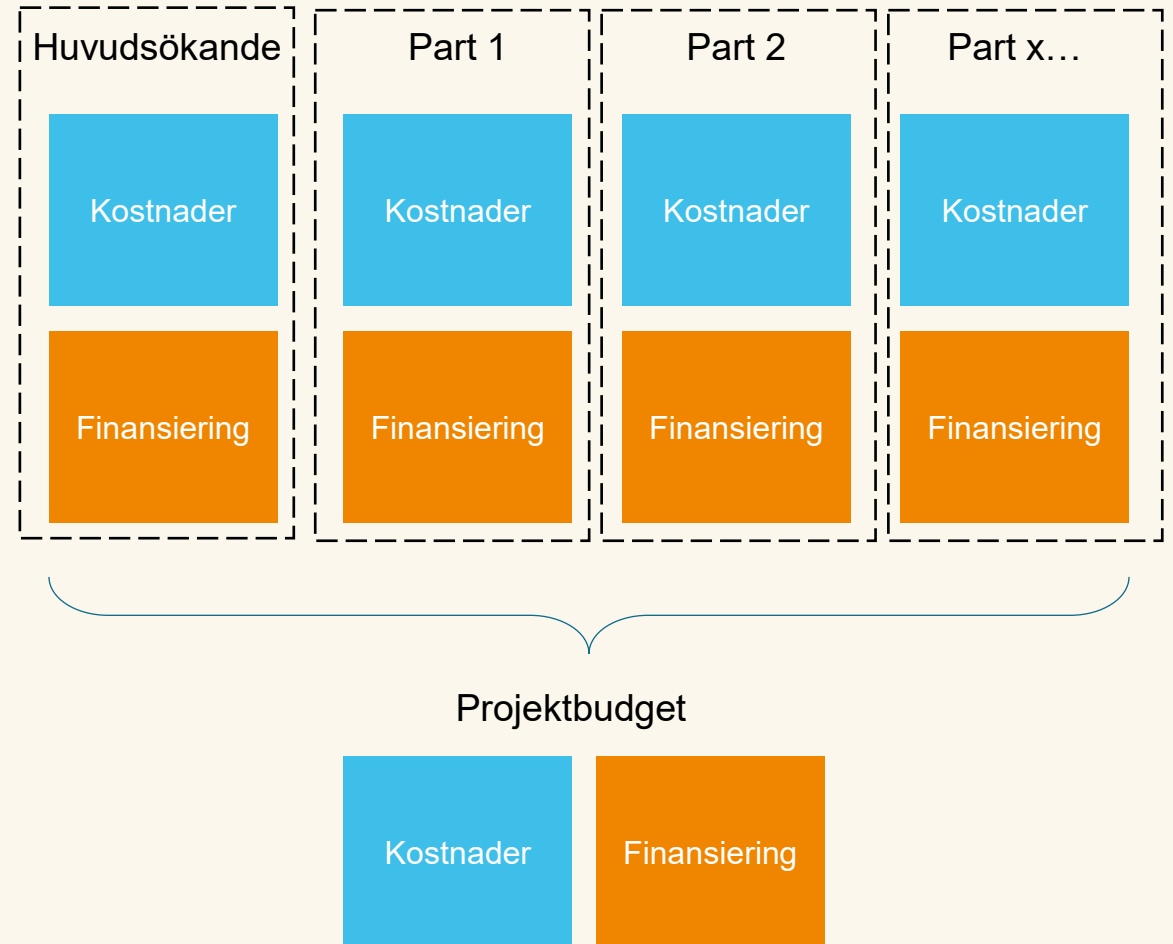 Huvudsökande
Part 1
Part 2
Part x…
Kostnader
Kostnader
Kostnader
Kostnader
Finansiering
Finansiering
Finansiering
Finansiering
Projektbudget
Kostnader
Finansiering